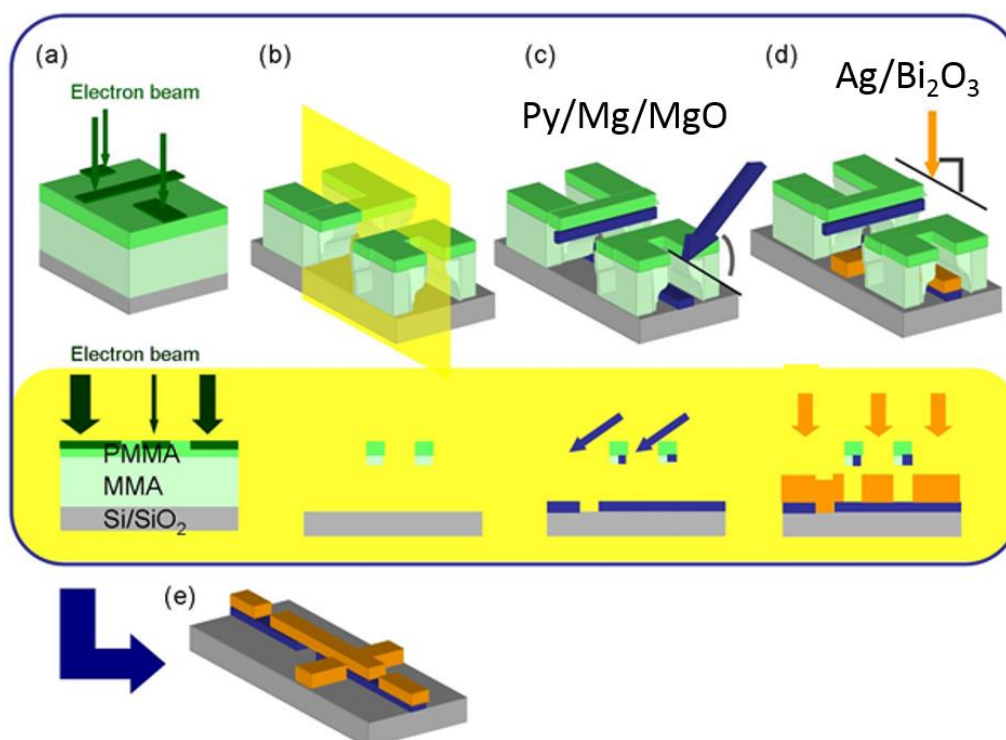 (a)
(b)
(c)
(d)
Electron beam
Py/Mg/MgO
Ag/Bi₂O₃
Electron beam
PMMA
MMA
Si/SiO₂
(e)